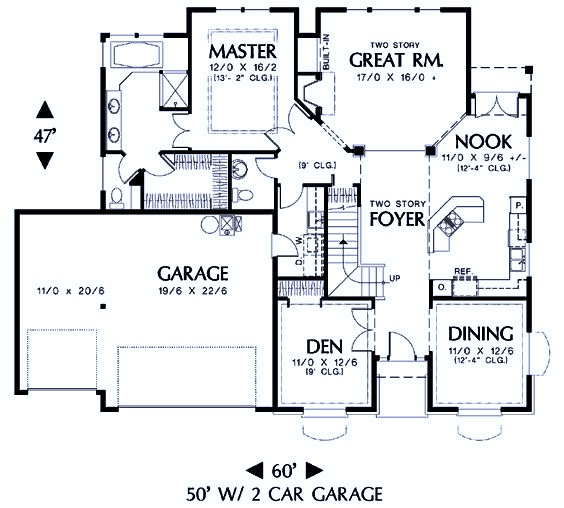 BUILT-IN
MASTER
12/0 X 16/2
(13'- 2" CLG.)
TWO STORY
GREAT RM.
17/0 X 16/0 +
47'
NOOK
11/0 X 9/6 +/-
(12'-4" CLG.)
(9' CLG.)
TWO STORY
FOYER
P.
D. W.
GARAGE
11/0 X 20/6
19/6 X 22/6
UP
REF.
O.
DEN
11/0 X 12/6
(9' CLG.)
DINING
11/0 X 12/6
(12'-4" CLG.)
60'
50' W/ 2 CAR GARAGE